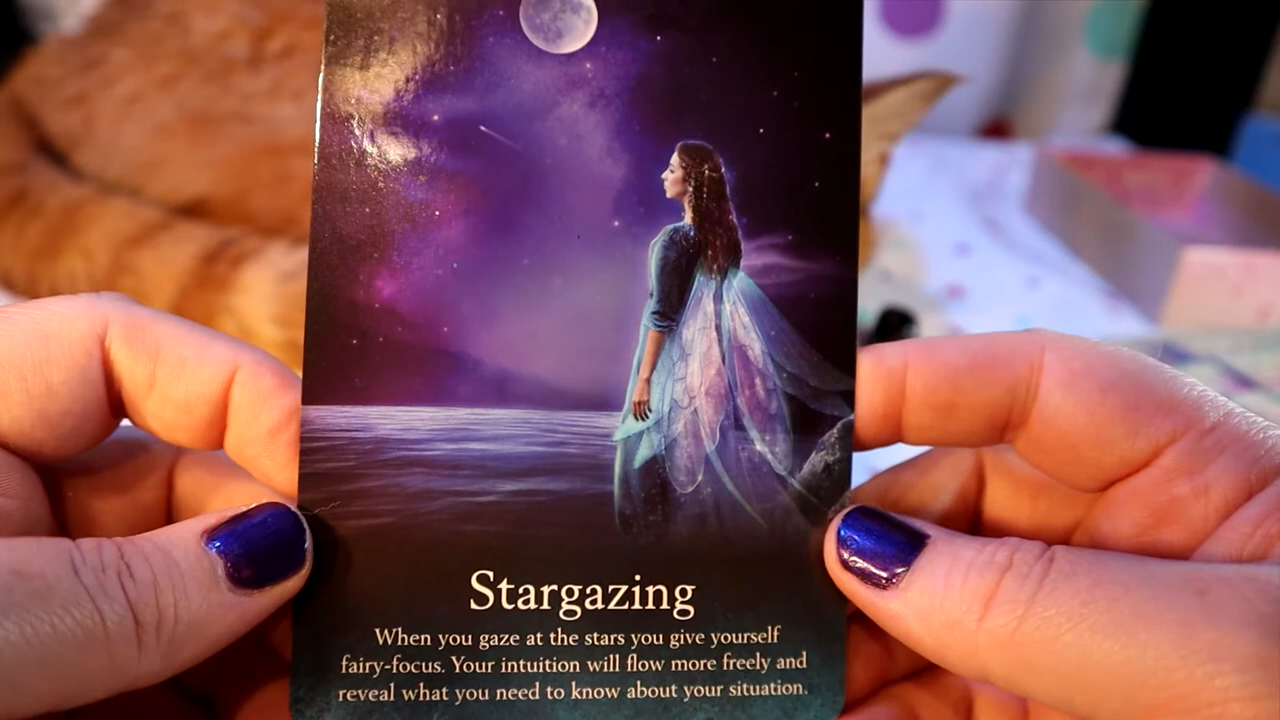 Stargazing
When you gaze at the stars you give yourself
fairy-focus. Your intuition will flow more freely and
reveal what you need to know about your situation.